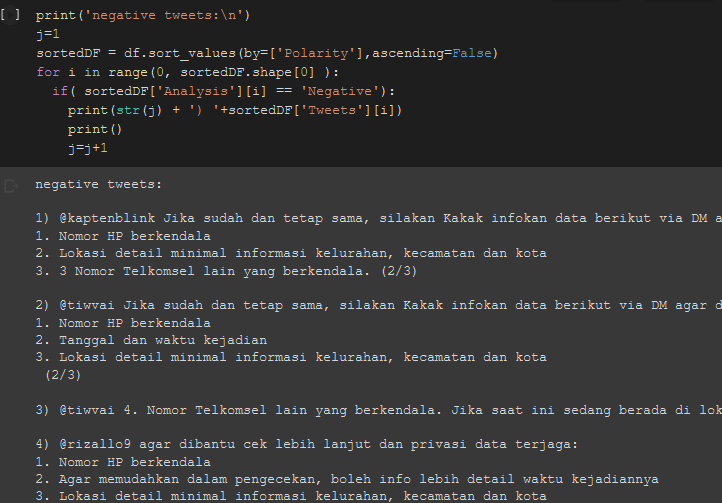 [ ] print('negative tweets:\n')
j=1
sortedDF = df.sort_values(by=['Polarity'],ascending=False)
for i in range(0, sortedDF.shape[0] ):
  if( sortedDF['Analysis'][i] == 'Negative'):
    print(str(j) + ') '+sortedDF['Tweets'][i])
    print()
    j=j+1
negative tweets:
1) @kaptenblink Jika sudah dan tetap sama, silakan Kakak infokan data berikut via DM a
1. Nomor HP berkendala
2. Lokasi detail minimal informasi kelurahan, kecamatan dan kota
3. 3 Nomor Telkomsel lain yang berkendala. (2/3)
2) @tiwvai Jika sudah dan tetap sama, silakan Kakak infokan data berikut via DM agar d
1. Nomor HP berkendala
2. Tanggal dan waktu kejadian
3. Lokasi detail minimal informasi kelurahan, kecamatan dan kota
 (2/3)
3) @tiwvai 4. Nomor Telkomsel lain yang berkendala. Jika saat ini sedang berada di lok
4) @rizallo9 agar dibantu cek lebih lanjut dan privasi data terjaga:
1. Nomor HP berkendala
2. Agar memudahkan dalam pengecekan, boleh info lebih detail waktu kejadiannya
3. Lokasi detail minimal informasi kelurahan, kecamatan dan kota